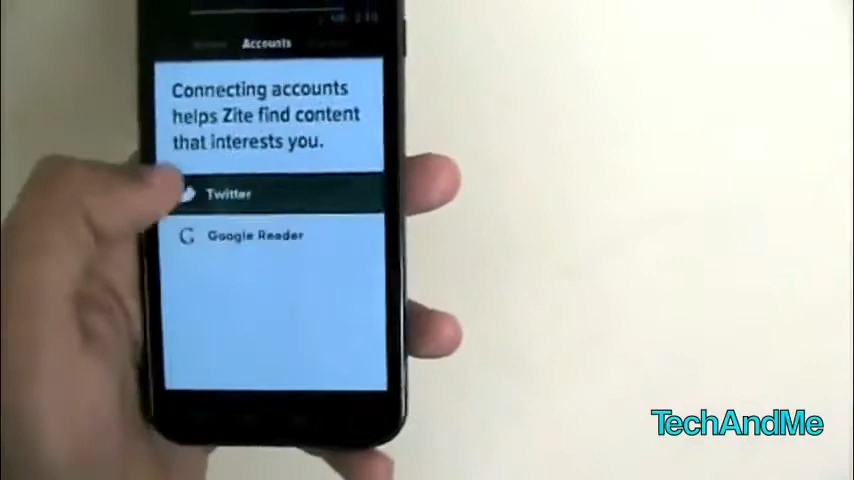 Accounts
Connecting accounts
helps Zite find content
that interests you.
Twitter
G Google Reader
TechAndMe